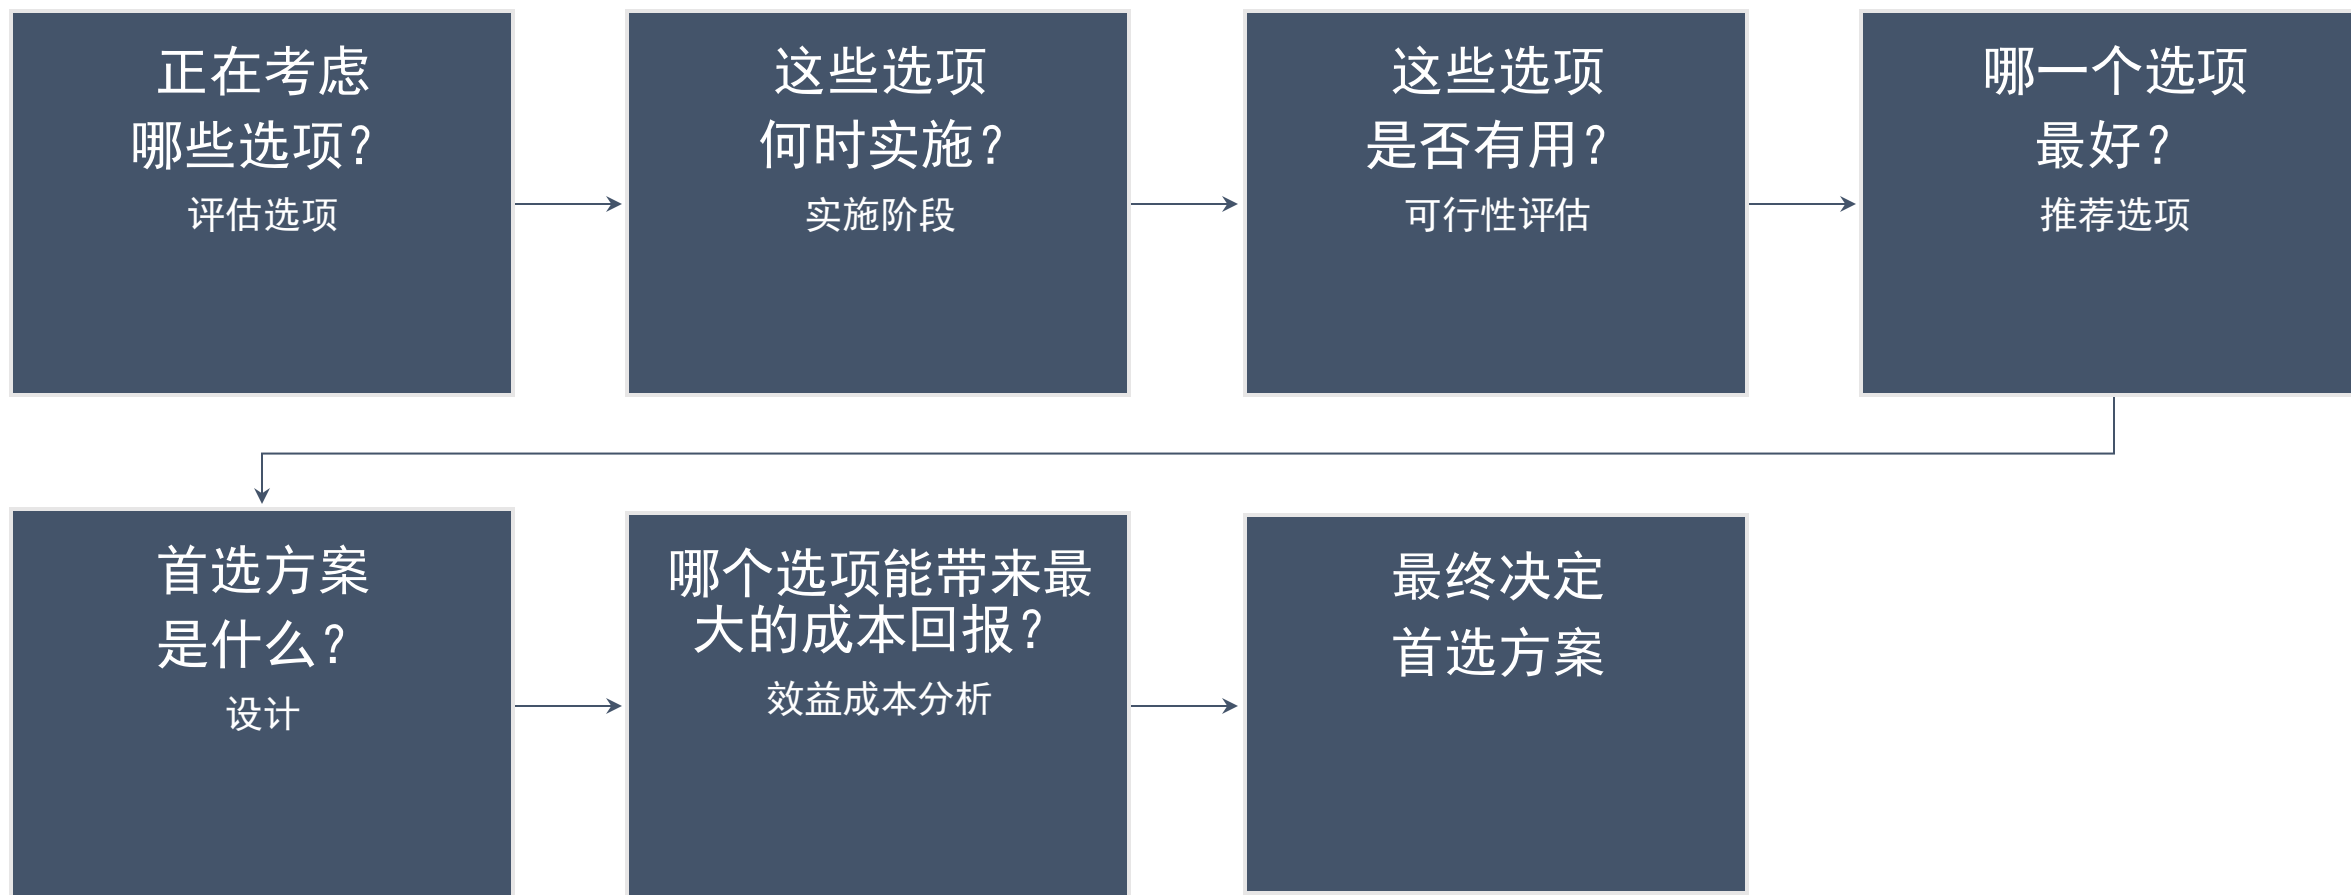 正在考虑
哪些选项？
评估选项
这些选项
何时实施？
实施阶段
这些选项
是否有用？
可行性评估
哪一个选项
最好？
推荐选项
首选方案
是什么？
设计
哪个选项能带来最
大的成本回报？
效益成本分析
最终决定
首选方案